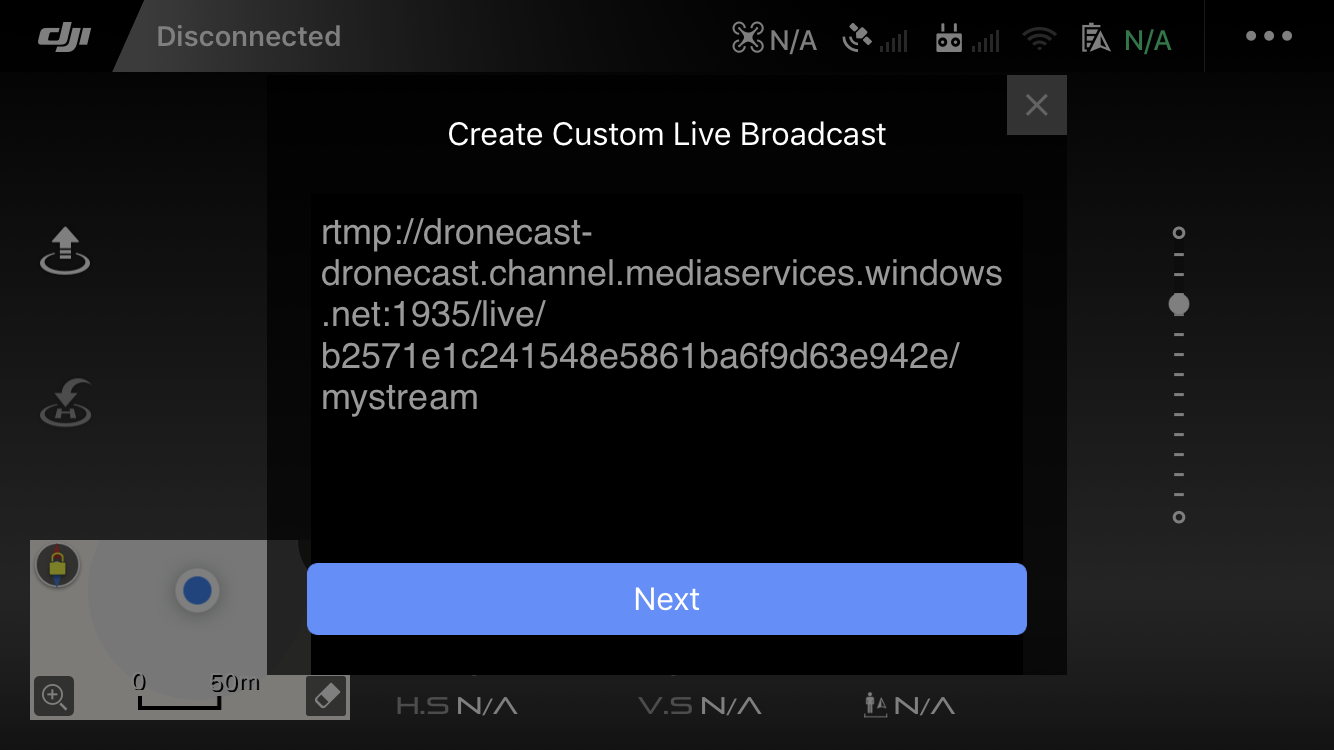 dji
Disconnected
N/A
N/A
Create Custom Live Broadcast
rtmp://dronecast-
dronecast.channel.mediaservices.windows
.net:1935/live/
b2571e1c241548e5861ba6f9d63e942e/
mystream
Next
0 50m
H.S N/A
V.S N/A
N/A